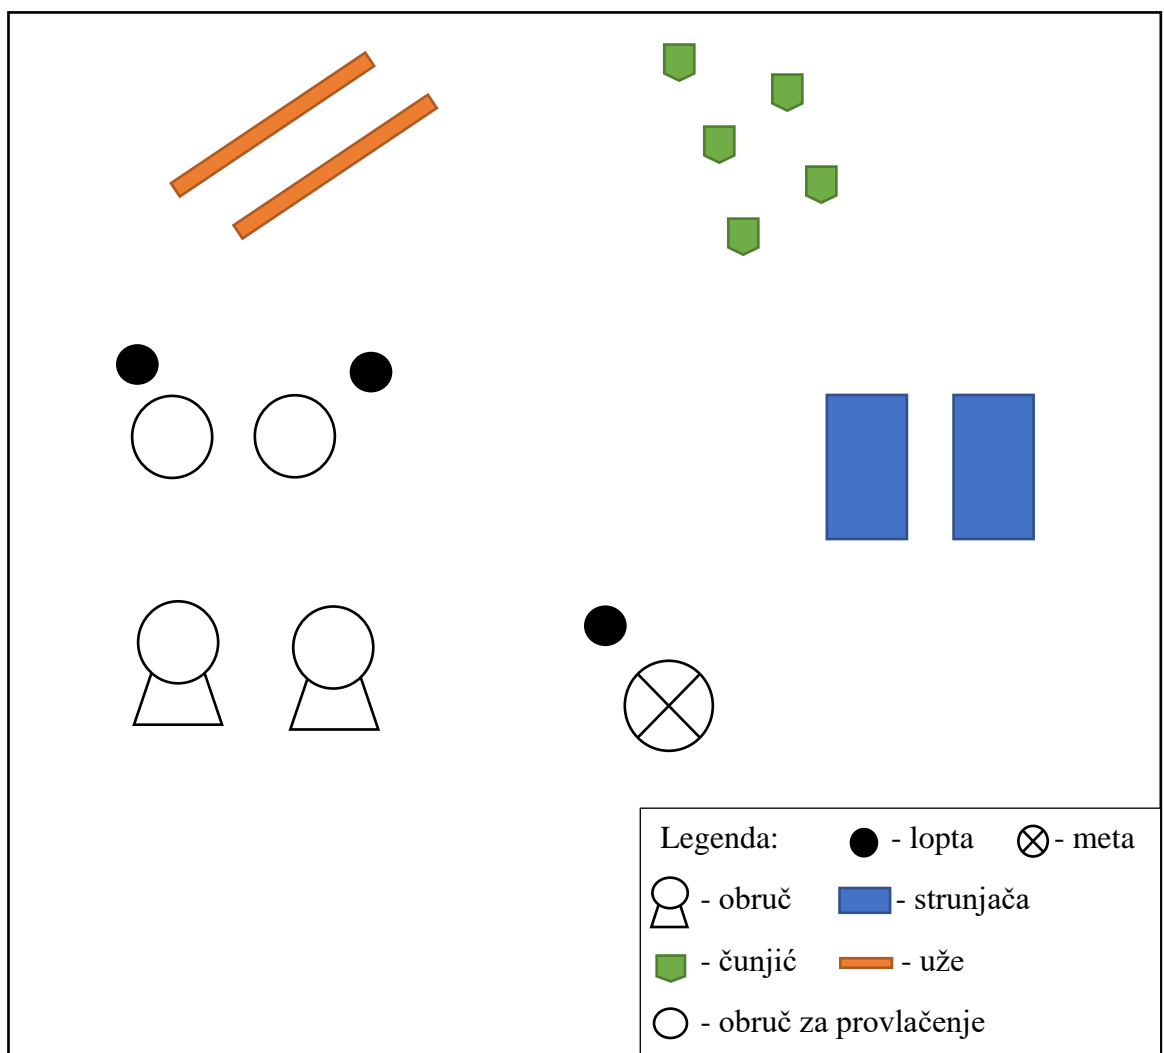 Legenda: - lopta - meta
- obruč - strunjača
- čunjić - uže
- obruč za provlačenje